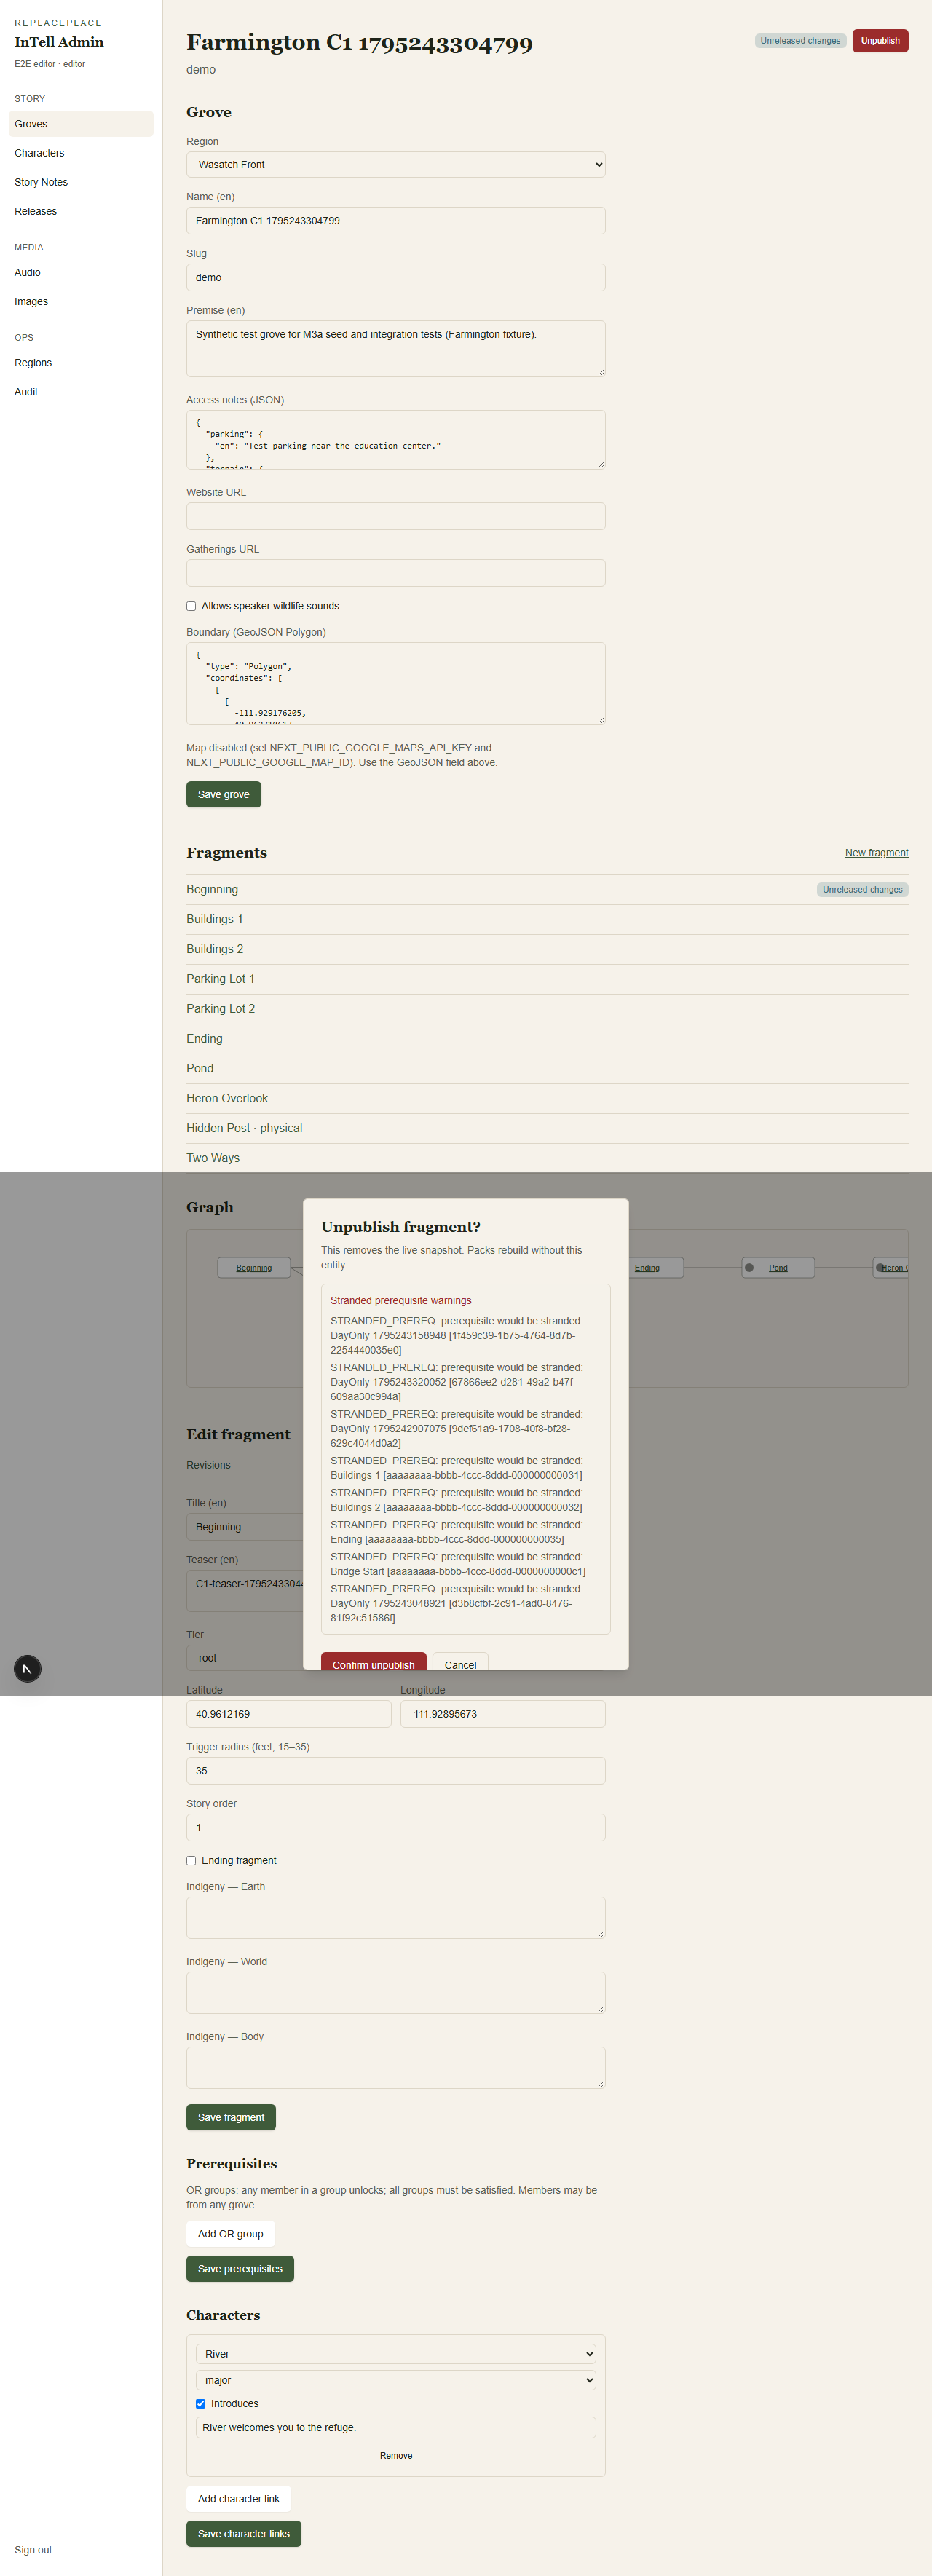 REPLACEPLACE
InTell Admin
E2E editor · editor
STORY
Groves
Characters
Story Notes
Releases
MEDIA
Audio
Images
OPS
Regions
Audit
Sign out
Farmington C1 1795243304799
Unreleased changes
Unpublish
demo
Grove
Region
Wasatch Front
Name (en)
Farmington C1 1795243304799
Slug
demo
Premise (en)
Synthetic test grove for M3a seed and integration tests (Farmington fixture).
Access notes (JSON)
{
"parking": {
"en": "Test parking near the education center."
},
"terrain": {
Website URL
Gatherings URL
Allows speaker wildlife sounds
Boundary (GeoJSON Polygon)
{
"type": "Polygon",
"coordinates": [
[
[
-111.929176205,
40.962710613
Map disabled (set NEXT_PUBLIC_GOOGLE_MAPS_API_KEY and
NEXT_PUBLIC_GOOGLE_MAP_ID). Use the GeoJSON field above.
Save grove
Fragments
New fragment
Beginning
Unreleased changes
Buildings 1
Buildings 2
Parking Lot 1
Parking Lot 2
Ending
Pond
Heron Overlook
Hidden Post · physical
Two Ways
Graph
Beginning
Ending
Pond
Heron
Unpublish fragment?
This removes the live snapshot. Packs rebuild without this
entity.
Stranded prerequisite warnings
STRANDED_PREREQ: prerequisite would be stranded:
DayOnly 1795243158948 [1f459c39-1b75-4764-8d7b-
2254440035e0]
STRANDED_PREREQ: prerequisite would be stranded:
DayOnly 1795243320052 [67866ee2-d281-49a2-b47f-
609aa30c994a]
STRANDED_PREREQ: prerequisite would be stranded:
DayOnly 1795242907075 [9def61a9-1708-40f8-bf28-
629c4044d0a2]
STRANDED_PREREQ: prerequisite would be stranded:
Buildings 1 [aaaaaaaa-bbbb-4ccc-8ddd-000000000031]
STRANDED_PREREQ: prerequisite would be stranded:
Buildings 2 [aaaaaaaa-bbbb-4ccc-8ddd-000000000032]
STRANDED_PREREQ: prerequisite would be stranded:
Ending [aaaaaaaa-bbbb-4ccc-8ddd-000000000035]
STRANDED_PREREQ: prerequisite would be stranded:
Bridge Start [aaaaaaaa-bbbb-4ccc-8ddd-0000000000c1]
STRANDED_PREREQ: prerequisite would be stranded:
DayOnly 1795243048921 [d3b8cfbf-2c91-4ad0-8476-
81f92c51586f]
Confirm unpublish
Cancel
Edit fragment
Revisions
Title (en)
Beginning
Teaser (en)
C1-teaser-1795243304
Tier
root
Latitude
Longitude
40.9612169
-111.92895673
Trigger radius (feet, 15–35)
35
Story order
1
Ending fragment
Indigeny — Earth
Indigeny — World
Indigeny — Body
Save fragment
Prerequisites
OR groups: any member in a group unlocks; all groups must be satisfied. Members may be
from any grove.
Add OR group
Save prerequisites
Characters
River
major
Introduces
River welcomes you to the refuge.
Remove
Add character link
Save character links